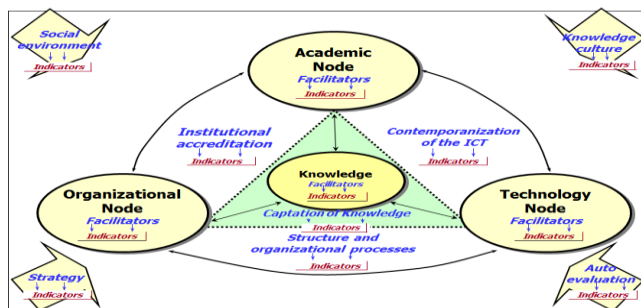 Social
environment
Indicators
Knowledge
culture
Indicators
Academic
Node
Facilitators
Indicators
Institutional
accreditation
Indicators
Contemporanization
of the ICT
Indicators
Knowledge
Facilitators
Indicators
Organizational
Node
Facilitators
Indicators
Technology
Node
Facilitators
Indicators
Captation of Knowledge
Indicators
Structure and
organizational processes
Indicators
Strategy
Indicators
Auto
evaluation
Indicators